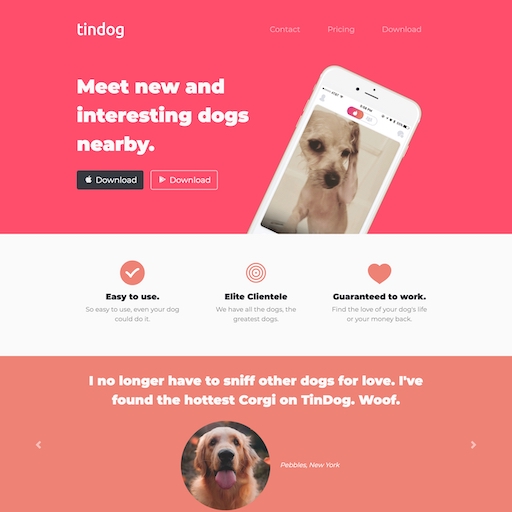 tindog
Contact Pricing Download
Meet new and
interesting dogs
nearby.
Download Download
Easy to use.
So easy to use, even your dog
could do it.
Elite Clientele
We have all the dogs, the
greatest dogs.
Guaranteed to work.
Find the love of your dog's life
or your money back.
I no longer have to sniff other dogs for love. I've
found the hottest Corgi on TinDog. Woof.
Pebbles, New York